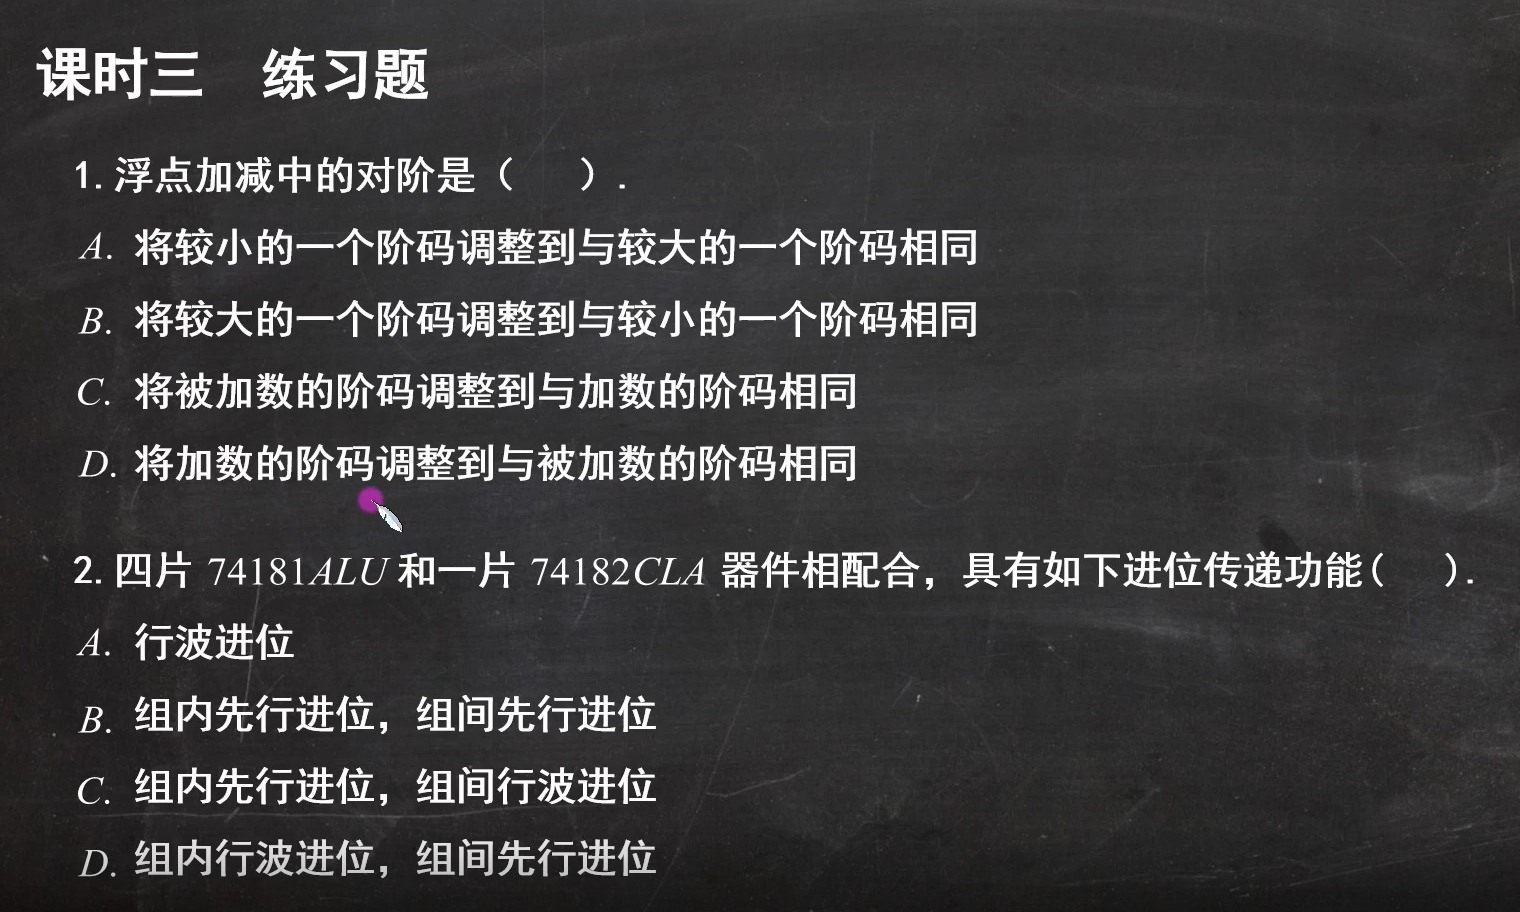 课时三 练习题
1.浮点加减中的对阶是（ ）.
A. 将较小的一个阶码调整到与较大的一个阶码相同
B. 将较大的一个阶码调整到与较小的一个阶码相同
C. 将被加数的阶码调整到与加数的阶码相同
D. 将加数的阶码调整到与被加数的阶码相同
2.四片 74181ALU 和一片 74182CLA 器件相配合，具有如下进位传递功能( ).
A. 行波进位
B. 组内先行进位，组间先行进位
C. 组内先行进位，组间行波进位
D. 组内行波进位，组间先行进位